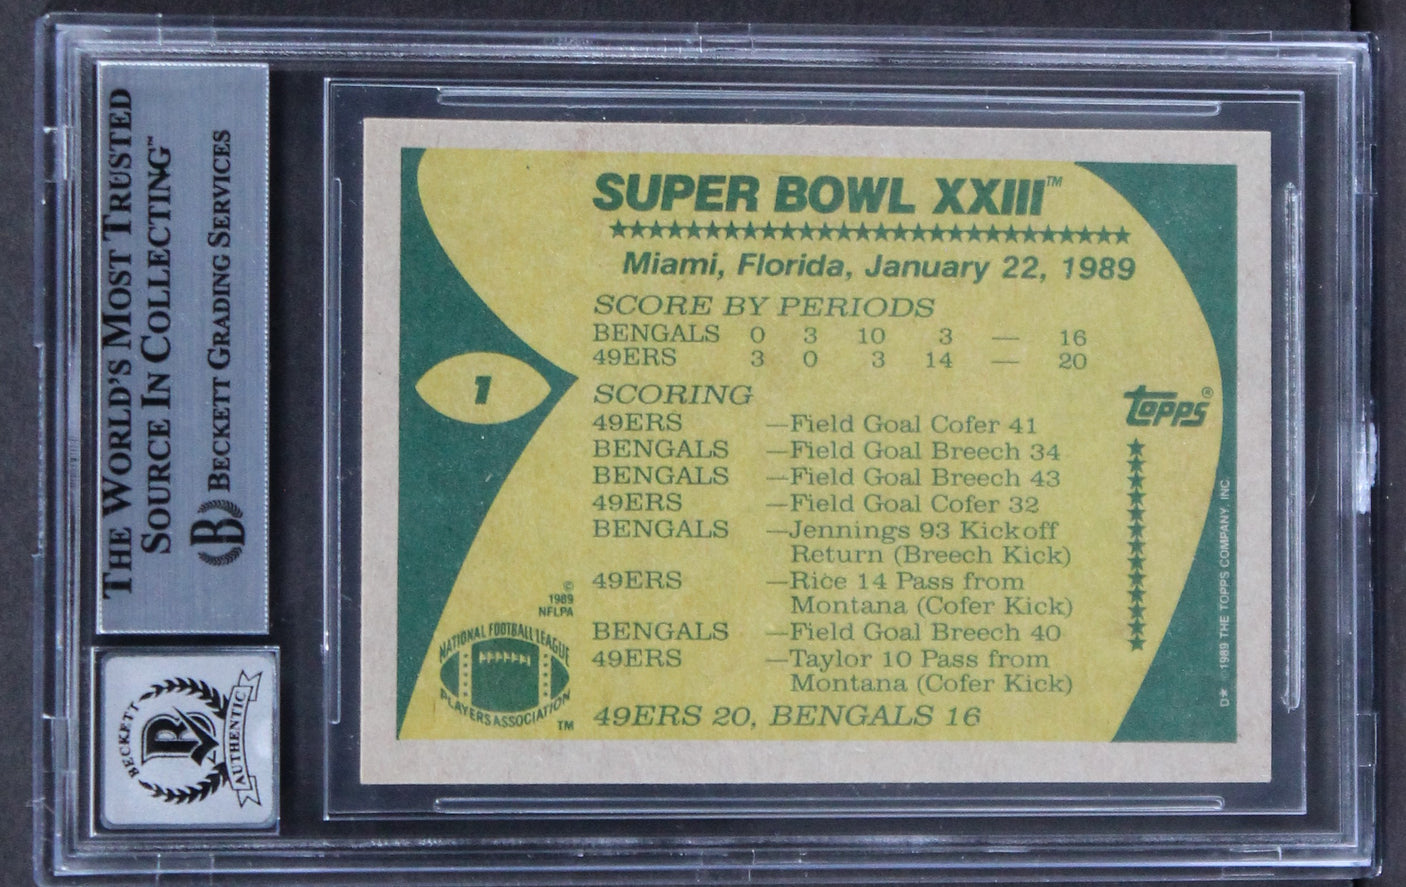 THE WORLD'S MOST TRUSTED
SOURCE IN COLLECTING™
B BECKETT GRADING SERVICES
BECKETT
B
AUTHENTIC
SUPER BOWL XXIII™
Miami, Florida, January 22, 1989
SCORE BY PERIODS
BENGALS 0 3 10 3 — 16
49ERS 3 0 3 14 — 20
SCORING
49ERS —Field Goal Cofer 41
BENGALS —Field Goal Breech 34
BENGALS —Field Goal Breech 43
49ERS —Field Goal Cofer 32
BENGALS —Jennings 93 Kickoff
Return (Breech Kick)
49ERS —Rice 14 Pass from
Montana (Cofer Kick)
BENGALS —Field Goal Breech 40
49ERS —Taylor 10 Pass from
Montana (Cofer Kick)
49ERS 20, BENGALS 16
1
©
1989
NFLPA
NATIONAL FOOTBALL LEAGUE
PLAYERS ASSOCIATION
™
topps®
D★ ©1989 THE TOPPS COMPANY, INC.